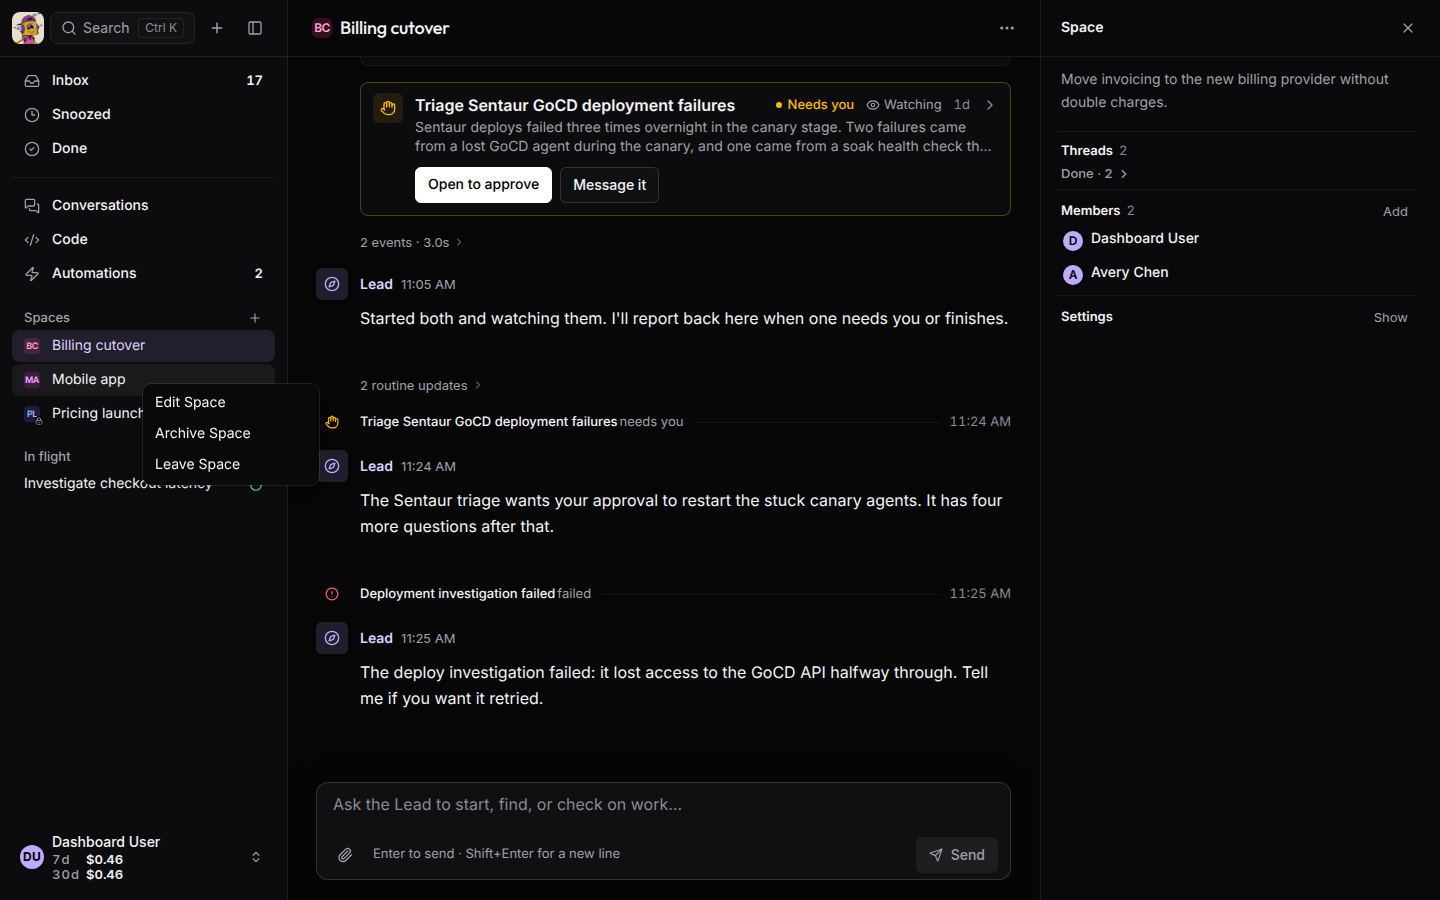 Search Ctrl K
Inbox 17
Snoozed
Done
Conversations
Code
Automations 2
Spaces
BC Billing cutover
MA Mobile app
PL Pricing launch
Edit Space
Archive Space
Leave Space
In flight
Investigate checkout latency
DU Dashboard User
7d $0.46
30d $0.46
BC Billing cutover
Triage Sentaur GoCD deployment failures Needs you Watching 1d
Sentaur deploys failed three times overnight in the canary stage. Two failures came
from a lost GoCD agent during the canary, and one came from a soak health check th...
Open to approve Message it
2 events · 3.0s
Lead 11:05 AM
Started both and watching them. I'll report back here when one needs you or finishes.
2 routine updates
Triage Sentaur GoCD deployment failures needs you 11:24 AM
Lead 11:24 AM
The Sentaur triage wants your approval to restart the stuck canary agents. It has four
more questions after that.
Deployment investigation failed failed 11:25 AM
Lead 11:25 AM
The deploy investigation failed: it lost access to the GoCD API halfway through. Tell
me if you want it retried.
Ask the Lead to start, find, or check on work...
Enter to send · Shift+Enter for a new line Send
Space
Move invoicing to the new billing provider without
double charges.
Threads 2
Done · 2
Members 2 Add
D Dashboard User
A Avery Chen
Settings Show